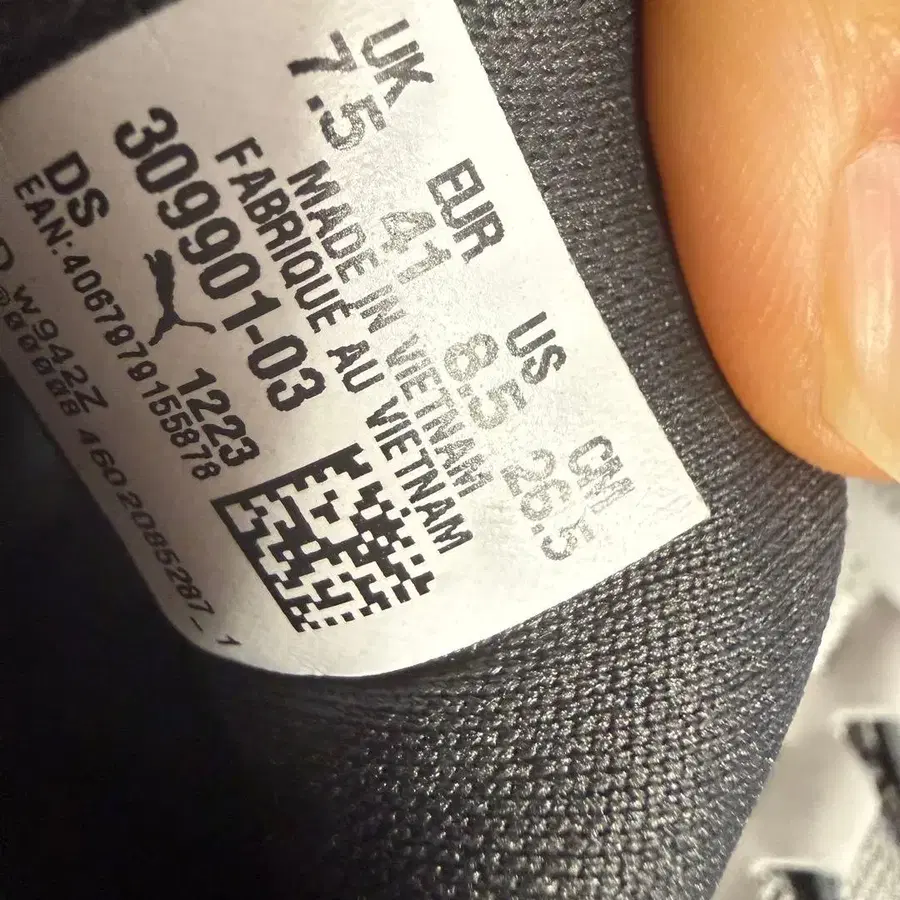 UK EUR US CM
7.5 41 8.5 26.5
MADE IN VIETNAM
FABRIQUE AU VIETNAM
309901-03
DS 1223
EAN:4067979155878
W942Z
460 2085287_1